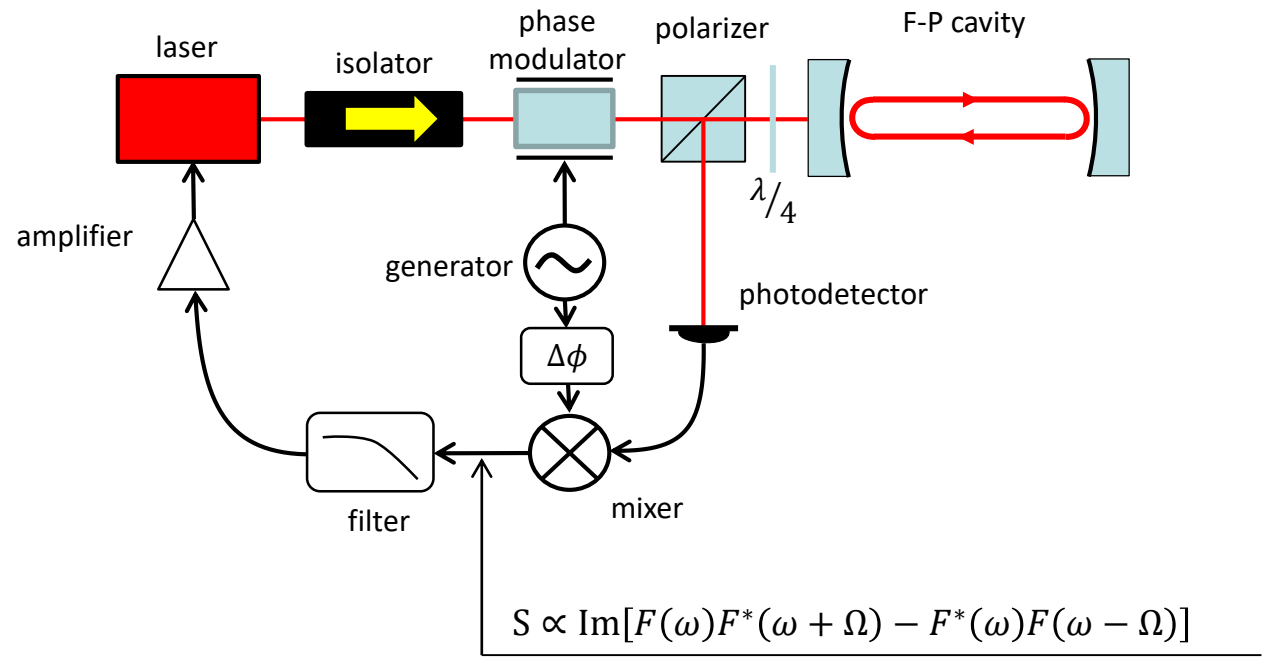 laser
isolator
phase
modulator
polarizer
F-P cavity
λ/4
amplifier
generator
photodetector
Δϕ
filter
mixer
S ∝ Im[F(ω)F*(ω + Ω) − F*(ω)F(ω − Ω)]